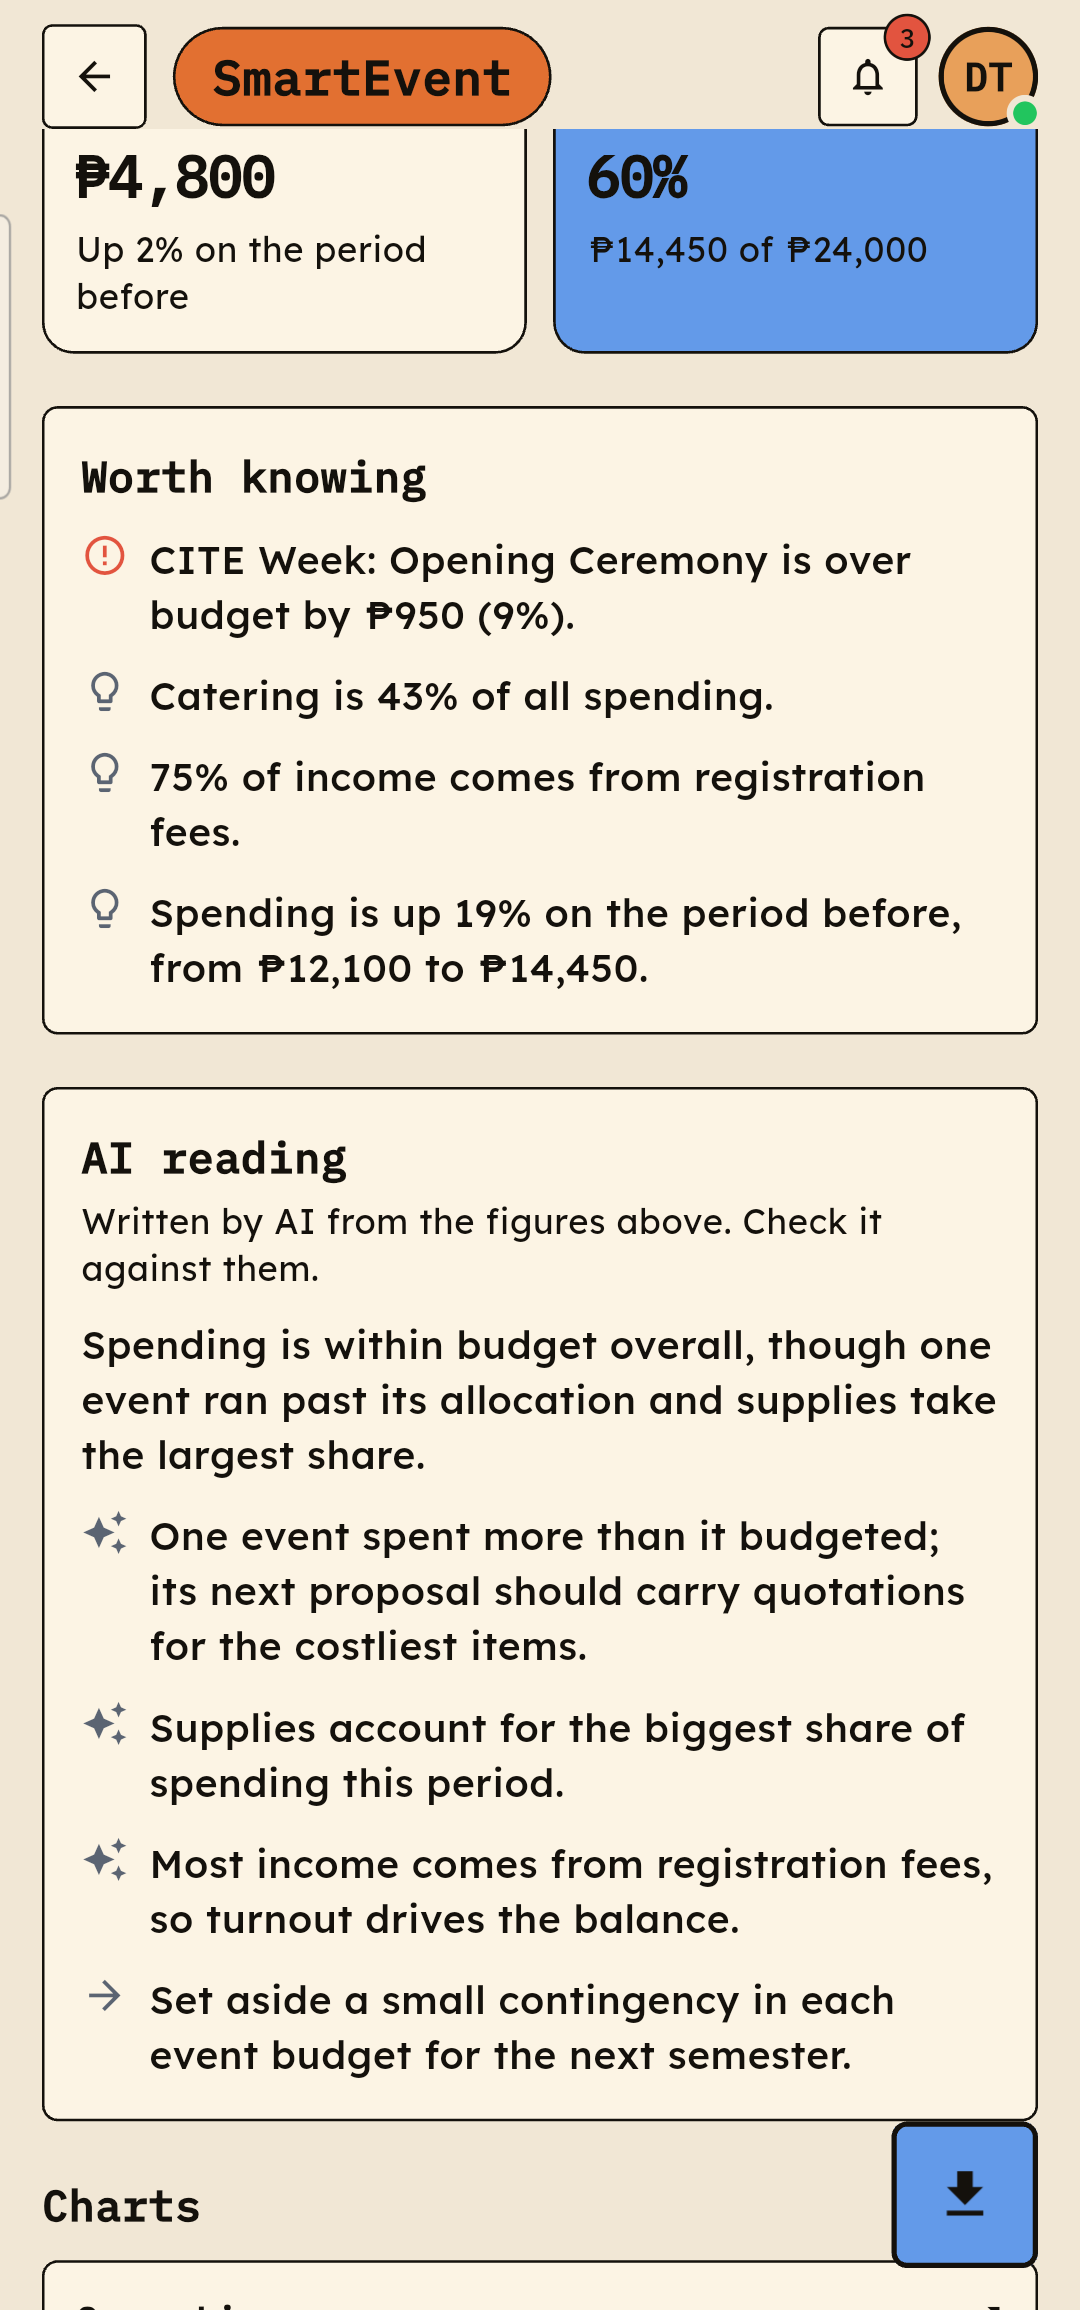 SmartEvent
3
DT
₱4,800
60%
Up 2% on the period
before
₱14,450 of ₱24,000
Worth knowing
CITE Week: Opening Ceremony is over
budget by ₱950 (9%).
Catering is 43% of all spending.
75% of income comes from registration
fees.
Spending is up 19% on the period before,
from ₱12,100 to ₱14,450.
AI reading
Written by AI from the figures above. Check it
against them.
Spending is within budget overall, though one
event ran past its allocation and supplies take
the largest share.
One event spent more than it budgeted;
its next proposal should carry quotations
for the costliest items.
Supplies account for the biggest share of
spending this period.
Most income comes from registration fees,
so turnout drives the balance.
Set aside a small contingency in each
event budget for the next semester.
Charts